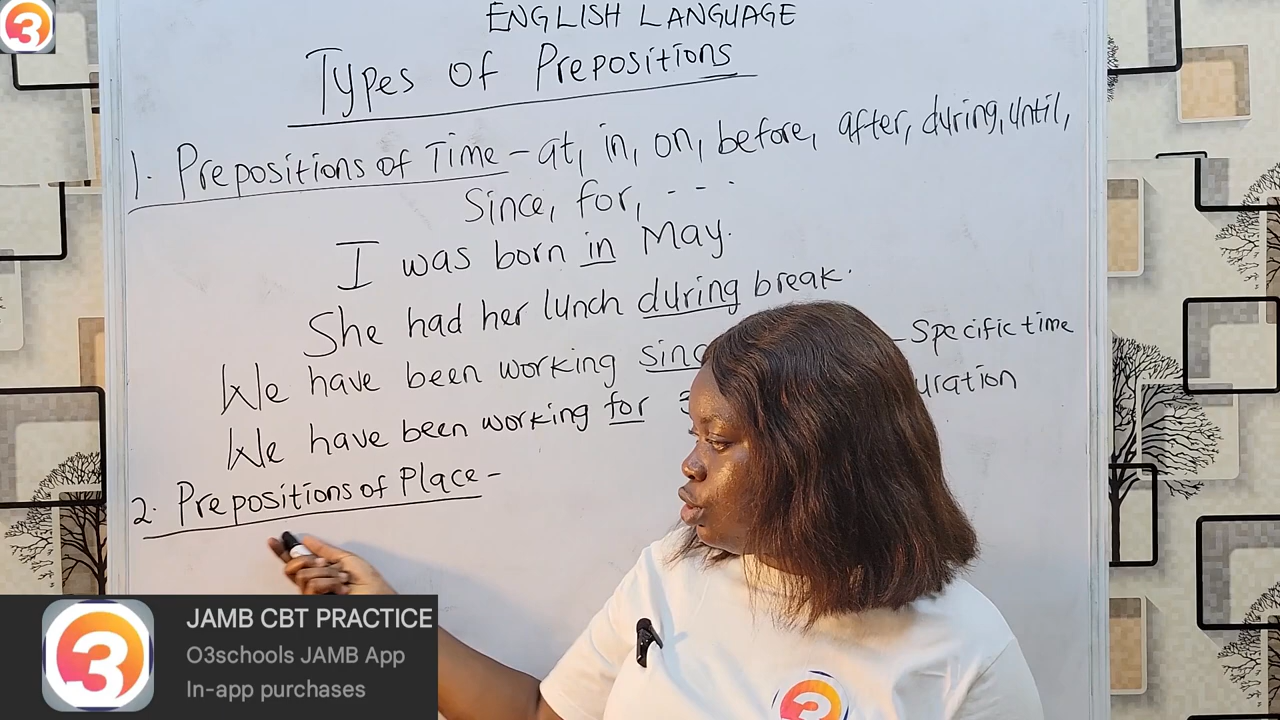 ENGLISH LANGUAGE
Types of Prepositions
1. Prepositions of Time - at, in, on, before, after, during, until,
Since, for, - - -
I was born in May.
She had her lunch during break.
We have been working - Specific time
We have been working for
2. Prepositions of Place -
JAMB CBT PRACTICE
O3schools JAMB App
In-app purchases